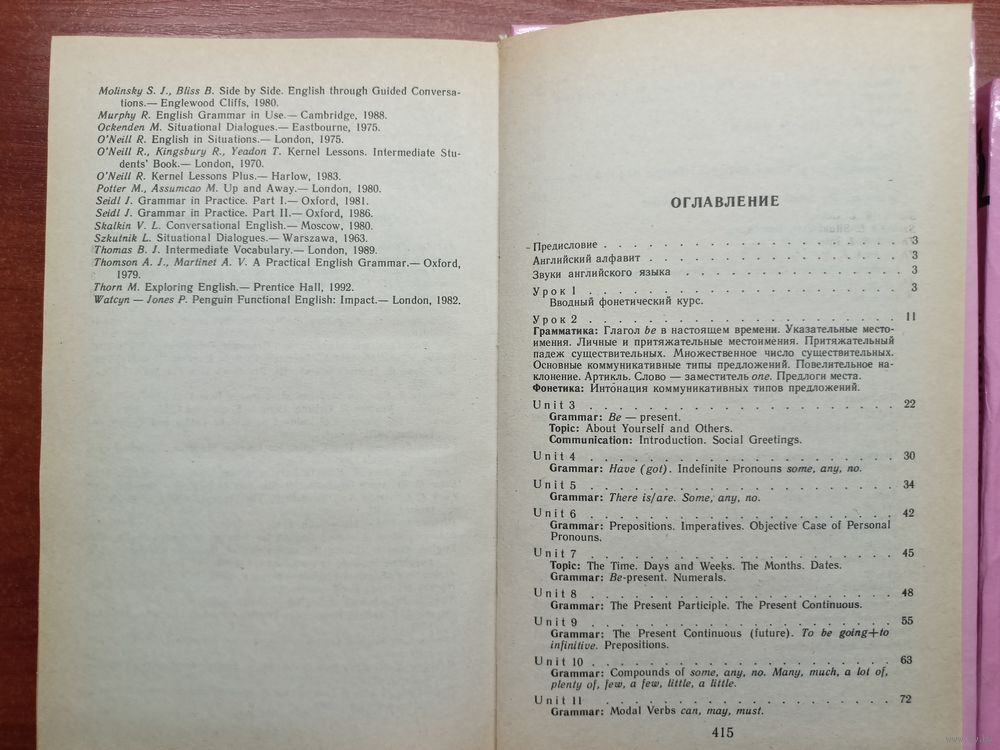 Molinsky S. J., Bliss B. Side by Side. English through Guided Conversa-
tions.— Englewood Cliffs, 1980.
Murphy R. English Grammar in Use.— Cambridge, 1988.
Ockenden M. Situational Dialogues.— Eastbourne, 1975.
O'Neill R. English in Situations.— London, 1975.
O'Neill R., Kingsbury R., Yeadon T. Kernel Lessons. Intermediate Stu-
dents' Book.— London, 1970.
O'Neill R. Kernel Lessons Plus.— Harlow, 1983.
Potter M., Assumcao M. Up and Away.— London, 1980.
Seidl J. Grammar in Practice. Part I.— Oxford, 1981.
Seidl J. Grammar in Practice. Part II.— Oxford, 1986.
Skalkin V. L. Conversational English.— Moscow, 1980.
Szkutnik L. Situational Dialogues.— Warszawa, 1963.
Thomas B. J. Intermediate Vocabulary.— London, 1989.
Thomson A. J., Martinet A. V. A Practical English Grammar.— Oxford,
1979.
Thorn M. Exploring English.— Prentice Hall, 1992.
Watcyn — Jones P. Penguin Functional English: Impact.— London, 1982.
ОГЛАВЛЕНИЕ
Предисловие . . . . . . . . . . . . . . . . . . 3
Английский алфавит . . . . . . . . . . . . . . . . 3
Звуки английского языка . . . . . . . . . . . . . . 3
Урок 1 . . . . . . . . . . . . . . . . . . . 3
Вводный фонетический курс.
Урок 2 . . . . . . . . . . . . . . . . . . . 11
Грамматика: Глагол be в настоящем времени. Указательные место-
имения. Личные и притяжательные местоимения. Притяжательный
падеж существительных. Множественное число существительных.
Основные коммуникативные типы предложений. Повелительное на-
клонение. Артикль. Слово — заместитель one. Предлоги места.
Фонетика: Интонация коммуникативных типов предложений.
Unit 3 . . . . . . . . . . . . . . . . . . . 22
Grammar: Be — present.
Topic: About Yourself and Others.
Communication: Introduction. Social Greetings.
Unit 4 . . . . . . . . . . . . . . . . . . . 30
Grammar: Have (got). Indefinite Pronouns some, any, no.
Unit 5 . . . . . . . . . . . . . . . . . . . 34
Grammar: There is/are. Some, any, no.
Unit 6 . . . . . . . . . . . . . . . . . . . 42
Grammar: Prepositions. Imperatives. Objective Case of Personal
Pronouns.
Unit 7 . . . . . . . . . . . . . . . . . . . 45
Topic: The Time. Days and Weeks. The Months. Dates.
Grammar: Be-present. Numerals.
Unit 8 . . . . . . . . . . . . . . . . . . . 48
Grammar: The Present Participle. The Present Continuous.
Unit 9 . . . . . . . . . . . . . . . . . . . 55
Grammar: The Present Continuous (future). To be going+to
infinitive. Prepositions.
Unit 10 . . . . . . . . . . . . . . . . . . . 63
Grammar: Compounds of some, any, no. Many, much, a lot of,
plenty of, few, a few, little, a little.
Unit 11 . . . . . . . . . . . . . . . . . . . 72
Grammar: Modal Verbs can, may, must.
415